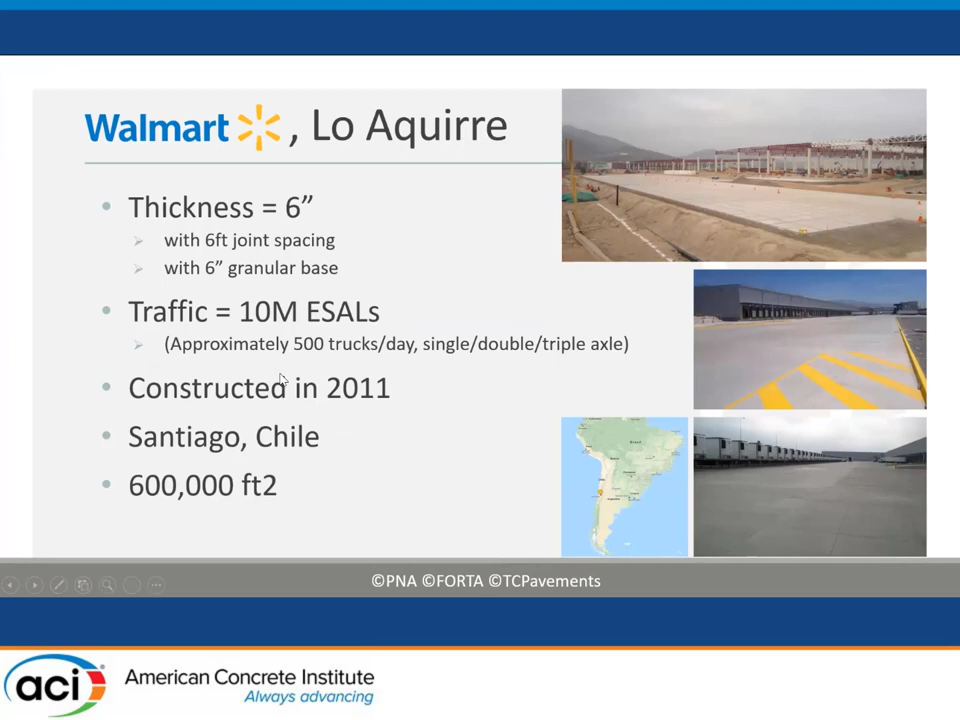 Walmart, Lo Aquirre
• Thickness = 6”
with 6ft joint spacing
with 6” granular base
• Traffic = 10M ESALs
(Approximately 500 trucks/day, single/double/triple axle)
• Constructed in 2011
• Santiago, Chile
• 600,000 ft2
©PNA ©FORTA ©TCPavements
aci
American Concrete Institute
Always advancing